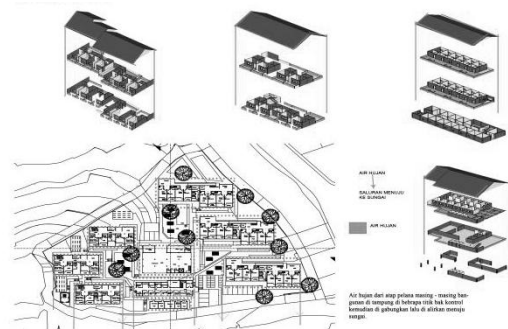 AIR HUJAN
SALURAN MENUJU
KE SUNGAI
AIR HUJAN
Air hujan dari atap pelana masing - masing ban-
gunan di tampung di bebrapa titik bak kontrol
kemudian di gabungkan lalu di alirkan menuju
sungai.